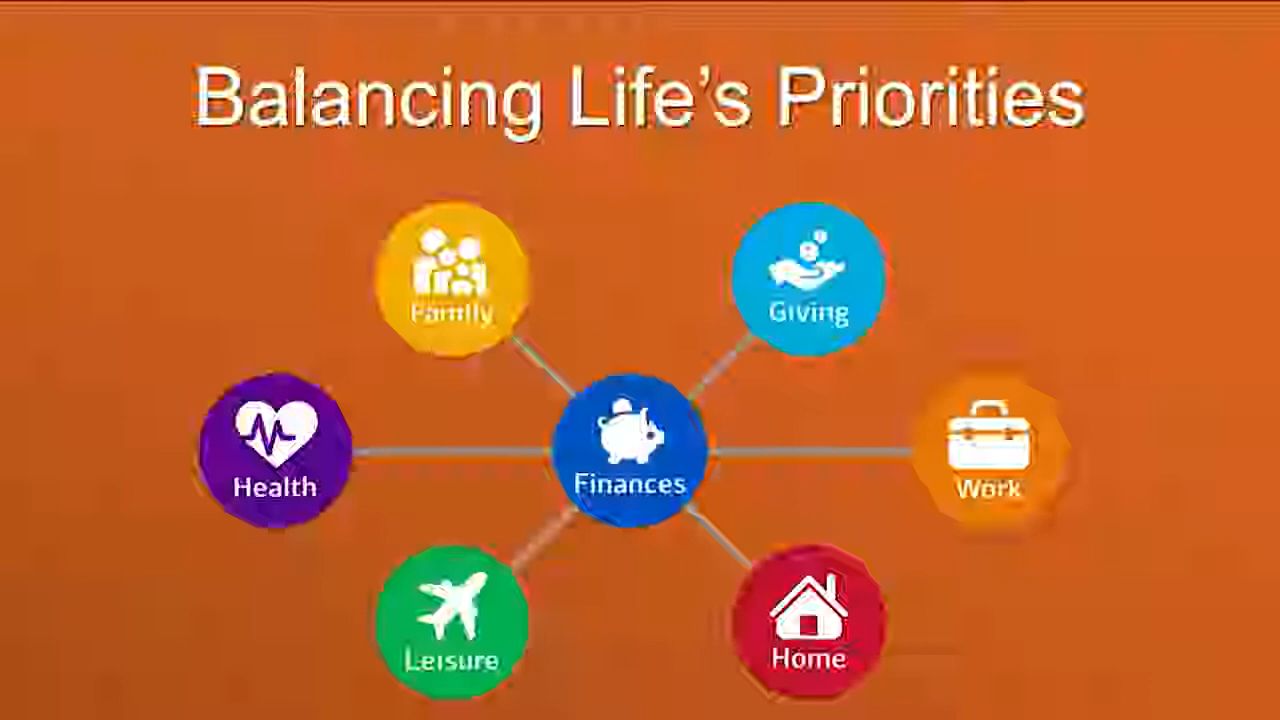 Balancing Life's Priorities
Family
Giving
Health
Finances
Work
Leisure
Home